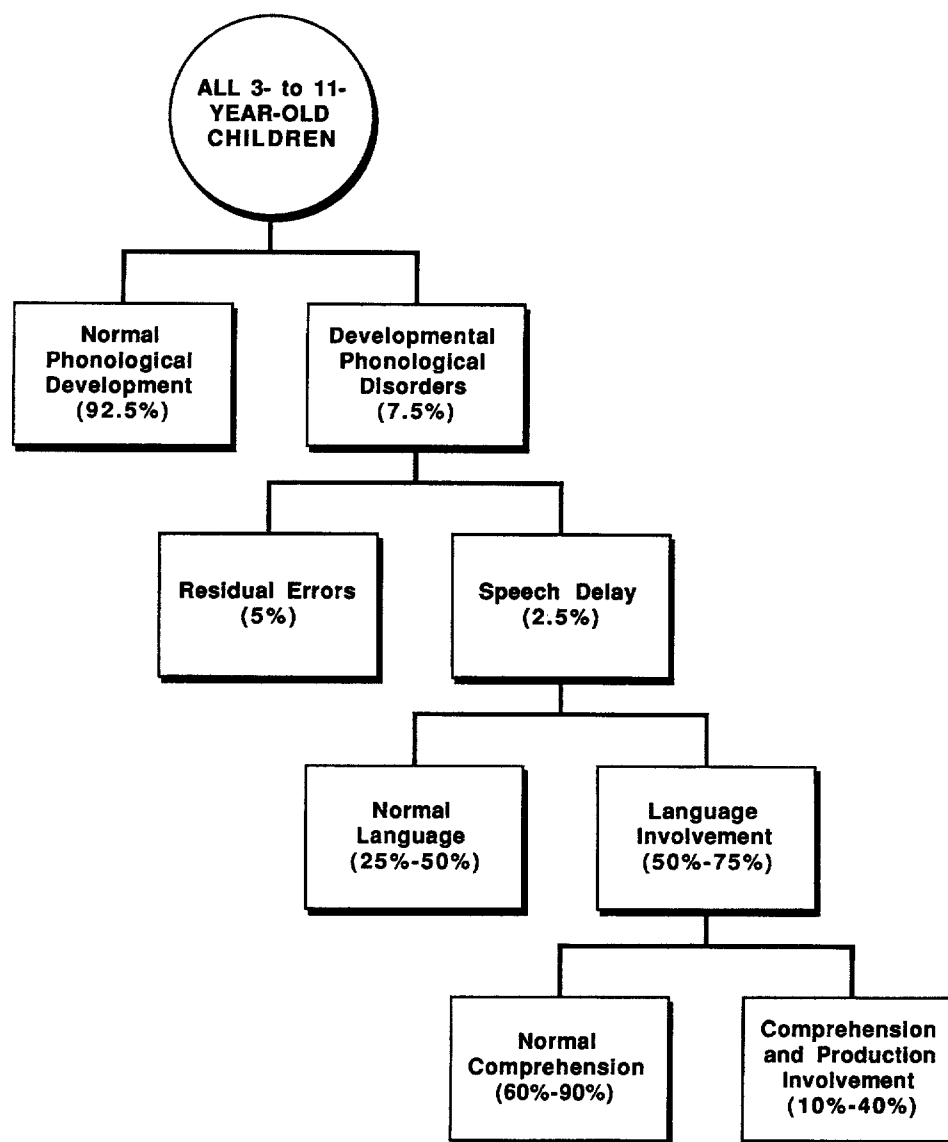 ALL 3- to 11-
YEAR-OLD
CHILDREN
Normal
Phonological
Development
(92.5%)
Developmental
Phonological
Disorders
(7.5%)
Residual Errors
(5%)
Speech Delay
(2.5%)
Normal
Language
(25%-50%)
Language
Involvement
(50%-75%)
Normal
Comprehension
(60%-90%)
Comprehension
and Production
Involvement
(10%-40%)